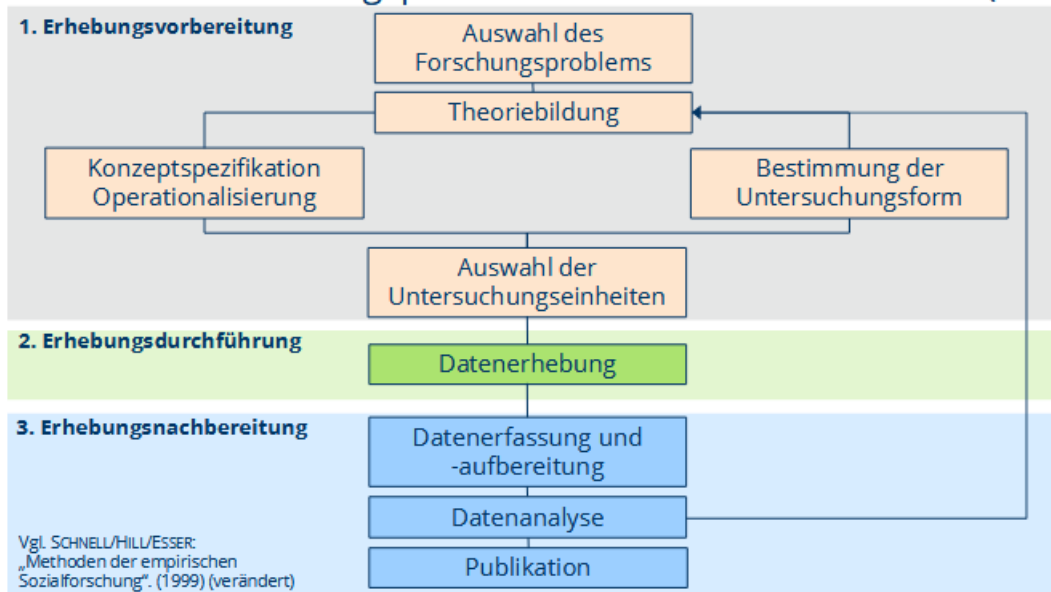 1. Erhebungsvorbereitung
Auswahl des
Forschungsproblems
Theoriebildung
Konzeptspezifikation
Operationalisierung
Bestimmung der
Untersuchungsform
Auswahl der
Untersuchungseinheiten
2. Erhebungsdurchführung
Datenerhebung
3. Erhebungsnachbereitung
Datenerfassung und
-aufbereitung
Datenanalyse
Publikation
Vgl. SCHNELL/HILL/ESSER:
„Methoden der empirischen
Sozialforschung“. (1999) (verändert)